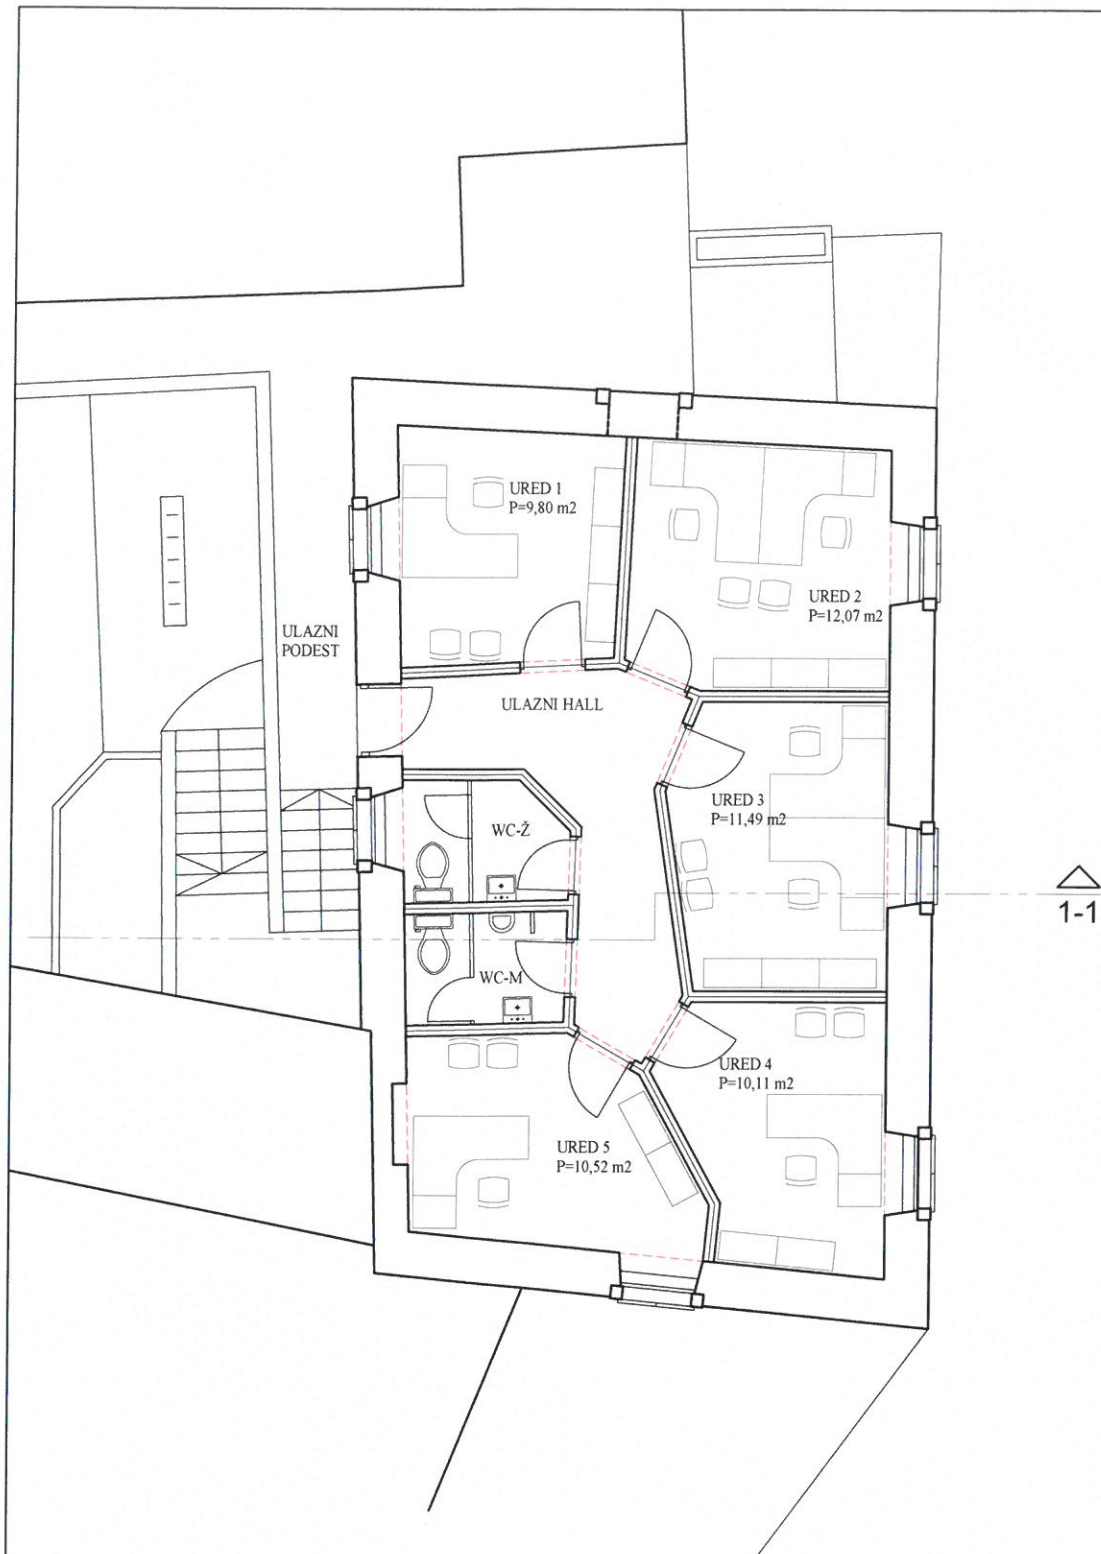 URED 1
P=9,80 m2
URED 2
P=12,07 m2
ULAZNI
PODEST
ULAZNI HALL
URED 3
P=11,49 m2
WC-Ž
1-1
WC-M
URED 4
P=10,11 m2
URED 5
P=10,52 m2